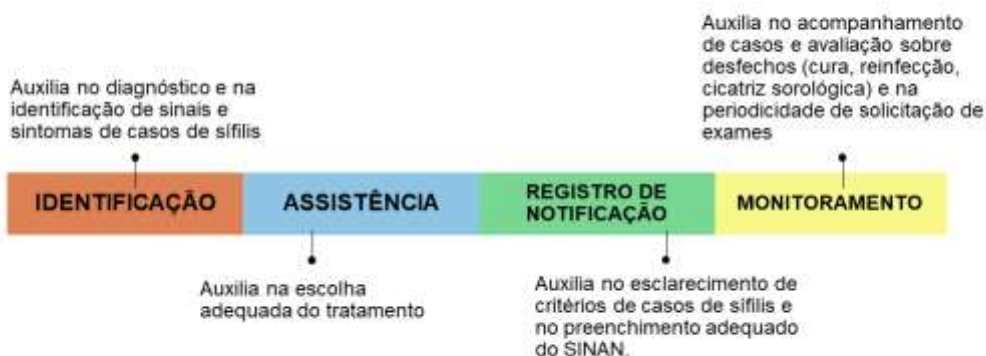 Auxilia no acompanhamento
de casos e avaliação sobre
desfechos (cura, reinfecção,
cicatriz sorológica) e na
periodicidade de solicitação de
exames
Auxilia no diagnóstico e na
identificação de sinais e
sintomas de casos de sífilis
IDENTIFICAÇÃO
ASSISTÊNCIA
REGISTRO DE
NOTIFICAÇÃO
MONITORAMENTO
Auxilia na escolha
adequada do tratamento
Auxilia no esclarecimento de
critérios de casos de sífilis e
no preenchimento adequado
do SINAN.